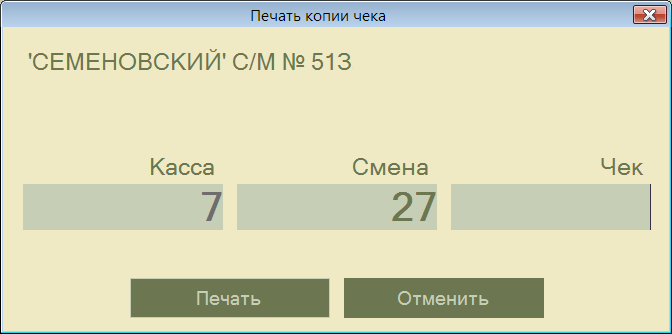 Печать копии чека
'СЕМЕНОВСКИЙ' С/М № 513
Касса Смена Чек
7 27
Печать Отменить